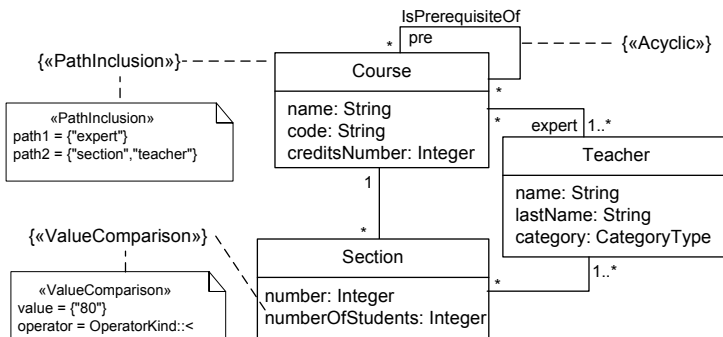 IsPrerequisiteOf
* pre
{«Acyclic»}
{«PathInclusion»}
Course
*
«PathInclusion»
path1 = {"expert"}
path2 = {"section","teacher"}
name: String
code: String
creditsNumber: Integer
*
expert 1..*
Teacher
name: String
lastName: String
category: CategoryType
1
*
{«ValueComparison»}
Section
1..*
«ValueComparison»
value = {"80"}
operator = OperatorKind::<
number: Integer
numberOfStudents: Integer
*